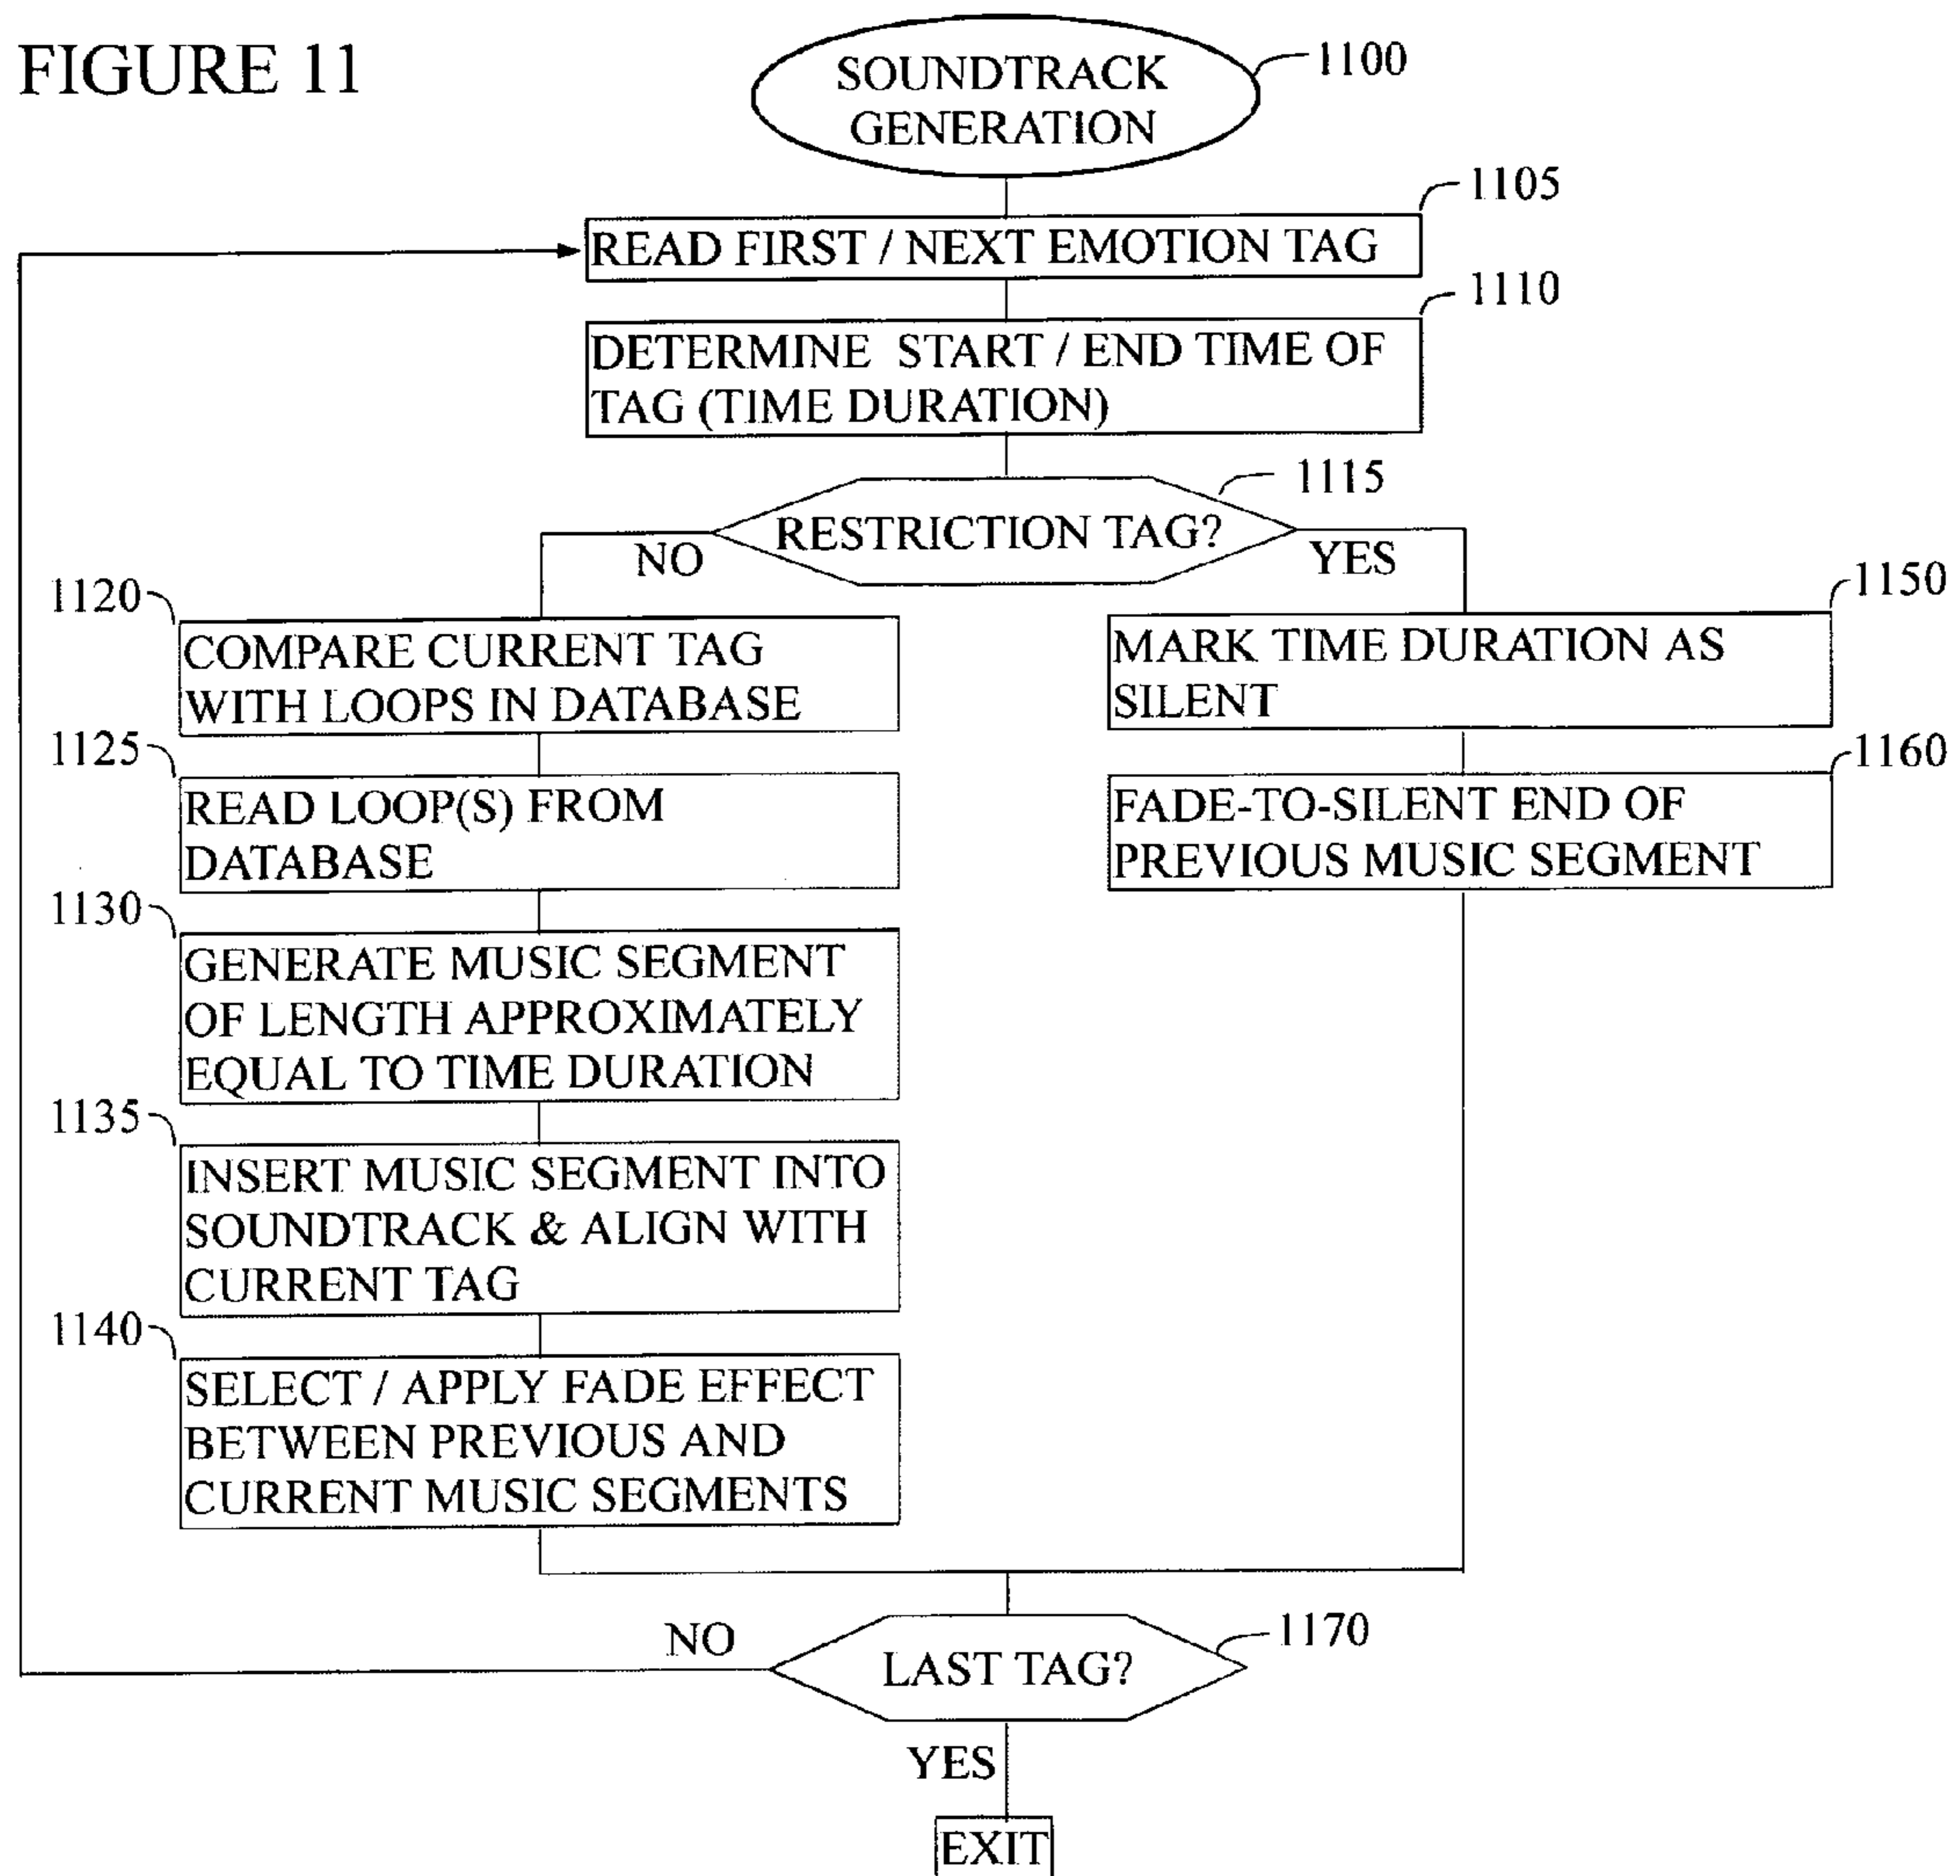 FIGURE 11
SOUNDTRACK
GENERATION
1100
1105
READ FIRST / NEXT EMOTION TAG
1110
DETERMINE START / END TIME OF
TAG (TIME DURATION)
1115
RESTRICTION TAG?
NO
YES
1120
COMPARE CURRENT TAG
WITH LOOPS IN DATABASE
1125
READ LOOP(S) FROM
DATABASE
1130
GENERATE MUSIC SEGMENT
OF LENGTH APPROXIMATELY
EQUAL TO TIME DURATION
1135
INSERT MUSIC SEGMENT INTO
SOUNDTRACK & ALIGN WITH
CURRENT TAG
1140
SELECT / APPLY FADE EFFECT
BETWEEN PREVIOUS AND
CURRENT MUSIC SEGMENTS
1150
MARK TIME DURATION AS
SILENT
1160
FADE-TO-SILENT END OF
PREVIOUS MUSIC SEGMENT
NO
1170
LAST TAG?
YES
EXIT